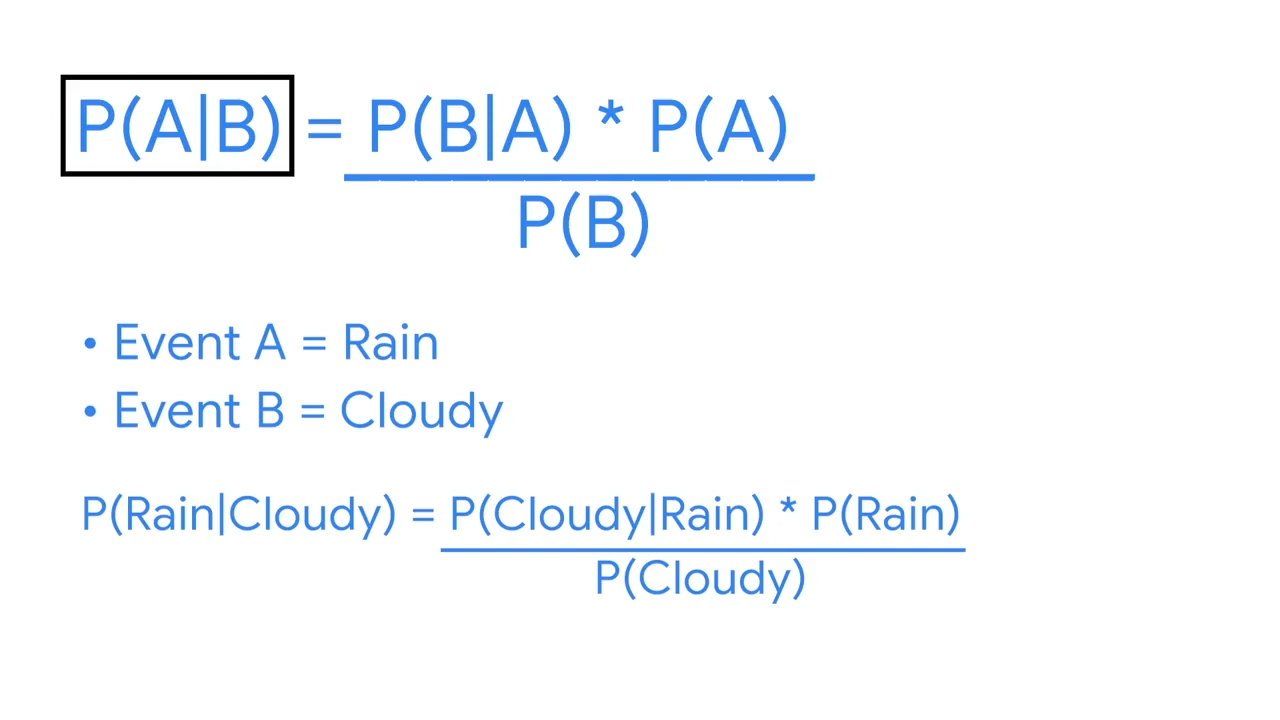 P(A|B) = P(B|A) * P(A)
P(B)
• Event A = Rain
• Event B = Cloudy
P(Rain|Cloudy) = P(Cloudy|Rain) * P(Rain)
P(Cloudy)